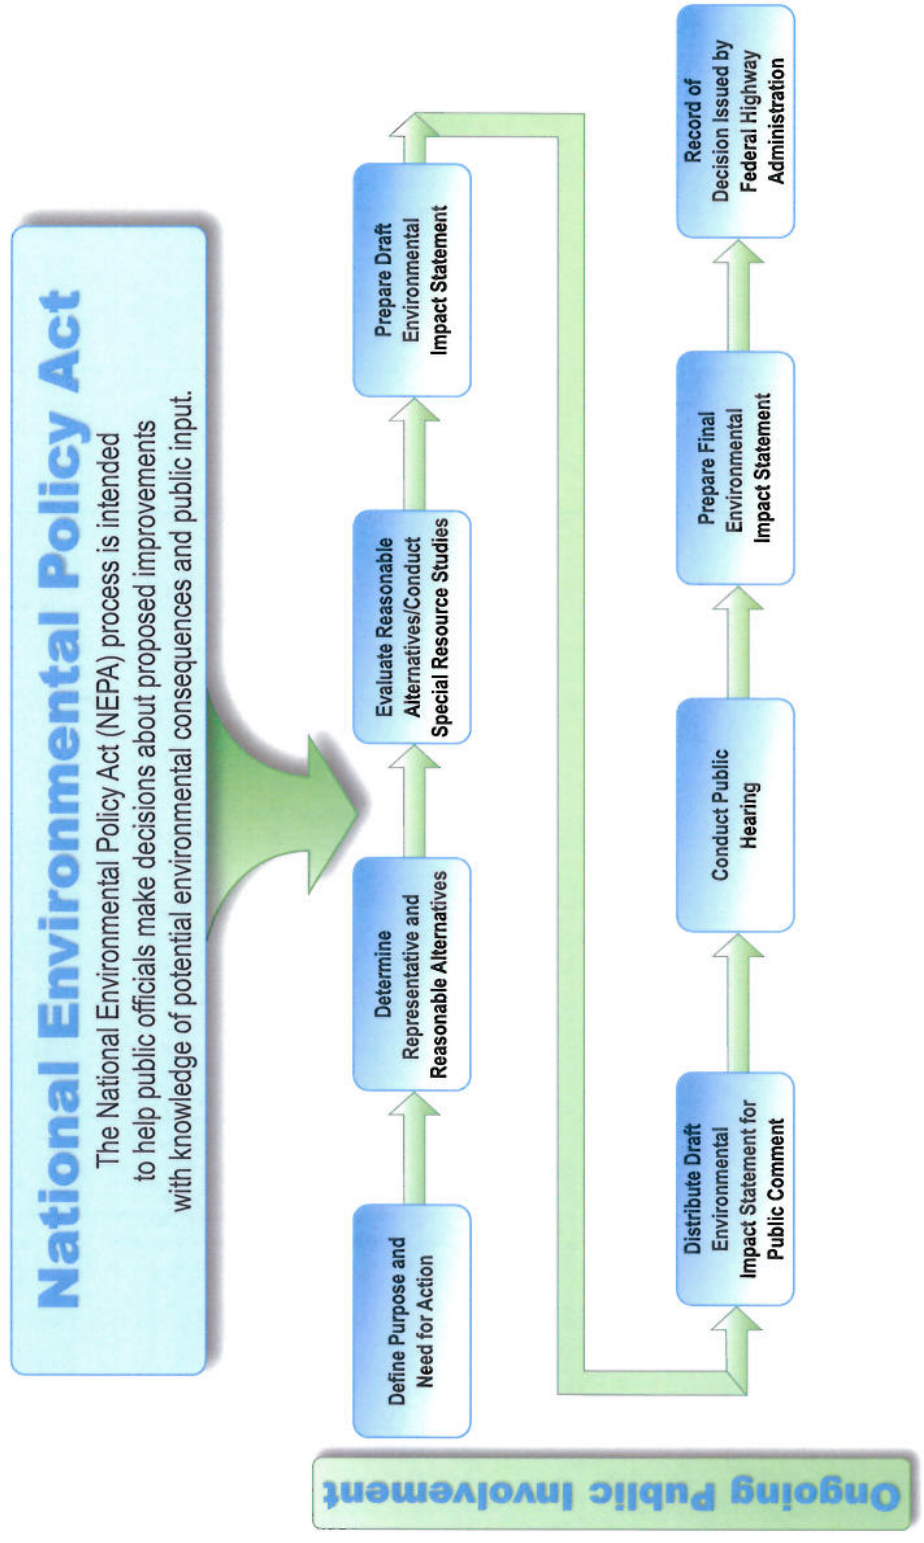 National Environmental Policy Act
The National Environmental Policy Act (NEPA) process is intended
to help public officials make decisions about proposed improvements
with knowledge of potential environmental consequences and public input.
Ongoing Public Involvement
Define Purpose and
Need for Action
Determine
Representative and
Reasonable Alternatives
Evaluate Reasonable
Alternatives/Conduct
Special Resource Studies
Prepare Draft
Environmental
Impact Statement
Distribute Draft
Environmental
Impact Statement for
Public Comment
Conduct Public
Hearing
Prepare Final
Environmental
Impact Statement
Record of
Decision Issued by
Federal Highway
Administration